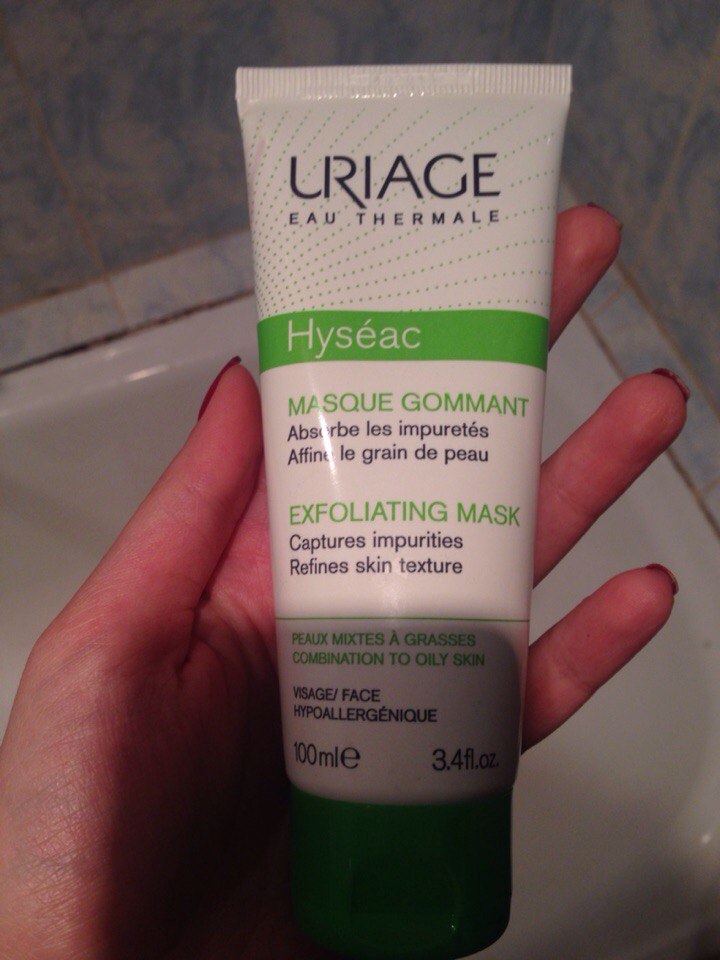 URIAGE
EAU THERMALE
Hyséac
MASQUE GOMMANT
Absorbe les impuretés
Affine le grain de peau
EXFOLIATING MASK
Captures impurities
Refines skin texture
PEAUX MIXTES À GRASSES
COMBINATION TO OILY SKIN
VISAGE/ FACE
HYPOALLERGÉNIQUE
100ml℮ 3.4fl.oz.